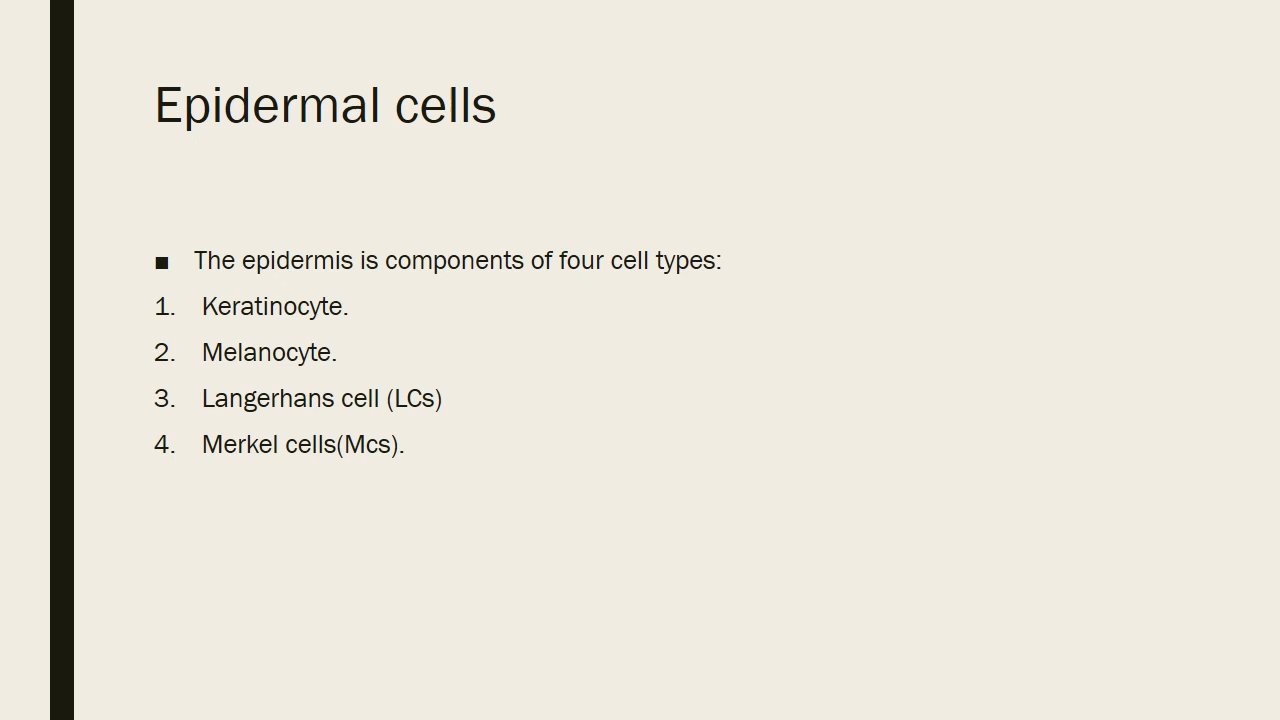 Epidermal cells
■ The epidermis is components of four cell types:
1. Keratinocyte.
2. Melanocyte.
3. Langerhans cell (LCs)
4. Merkel cells(Mcs).